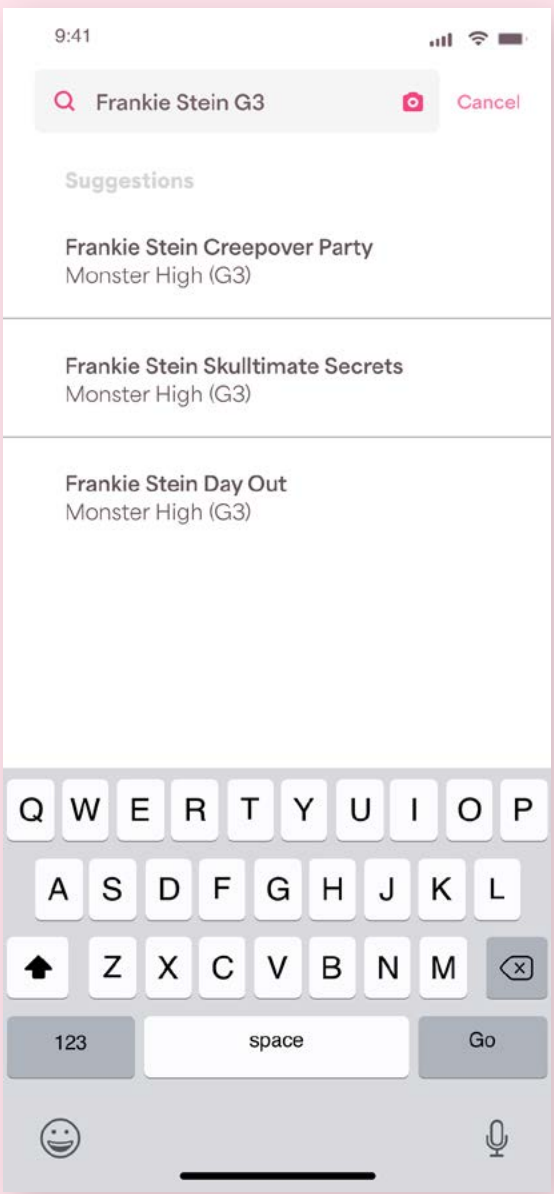 9:41
Frankie Stein G3
Cancel
Suggestions
Frankie Stein Creepover Party
Monster High (G3)
Frankie Stein Skulltimate Secrets
Monster High (G3)
Frankie Stein Day Out
Monster High (G3)
Q W E R T Y U I O P
A S D F G H J K L
Z X C V B N M
123 space Go